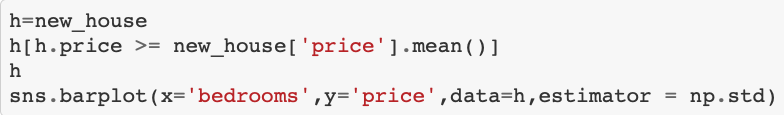 h=new_house
h[h.price >= new_house['price'].mean()]
h
sns.barplot(x='bedrooms',y='price',data=h,estimator = np.std)